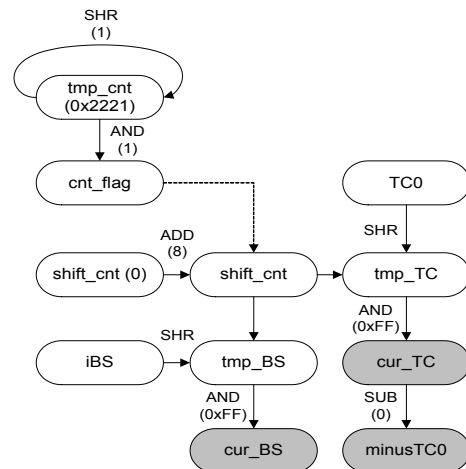 SHR
(1)
tmp_cnt
(0x2221)
AND
(1)
cnt_flag
TC0
SHR
ADD
(8)
shift_cnt (0)
shift_cnt
tmp_TC
AND
(0xFF)
SHR
iBS
tmp_BS
cur_TC
AND
(0xFF)
SUB
(0)
cur_BS
minusTC0